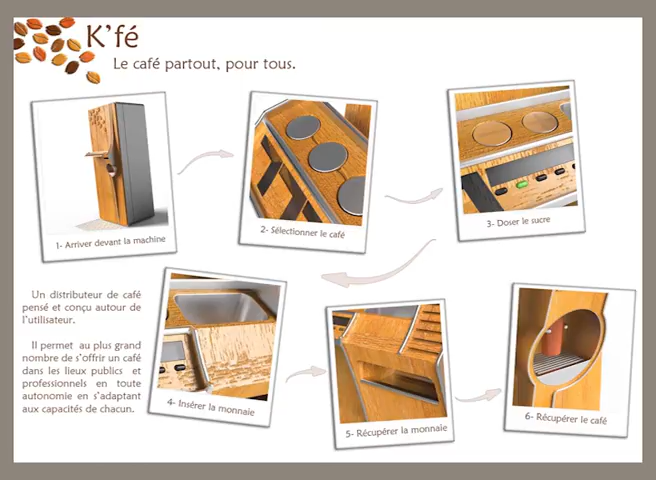 K'fé
Le café partout, pour tous.
1- Arriver devant la machine
2- Sélectionner le café
3- Doser le sucre
Un distributeur de café
pensé et conçu autour de
l'utilisateur.
Il permet au plus grand
nombre de s'offrir un café
dans les lieux publics et
professionnels en toute
autonomie en s'adaptant
aux capacités de chacun.
4- Insérer la monnaie
5- Récupérer la monnaie
6- Récupérer le café